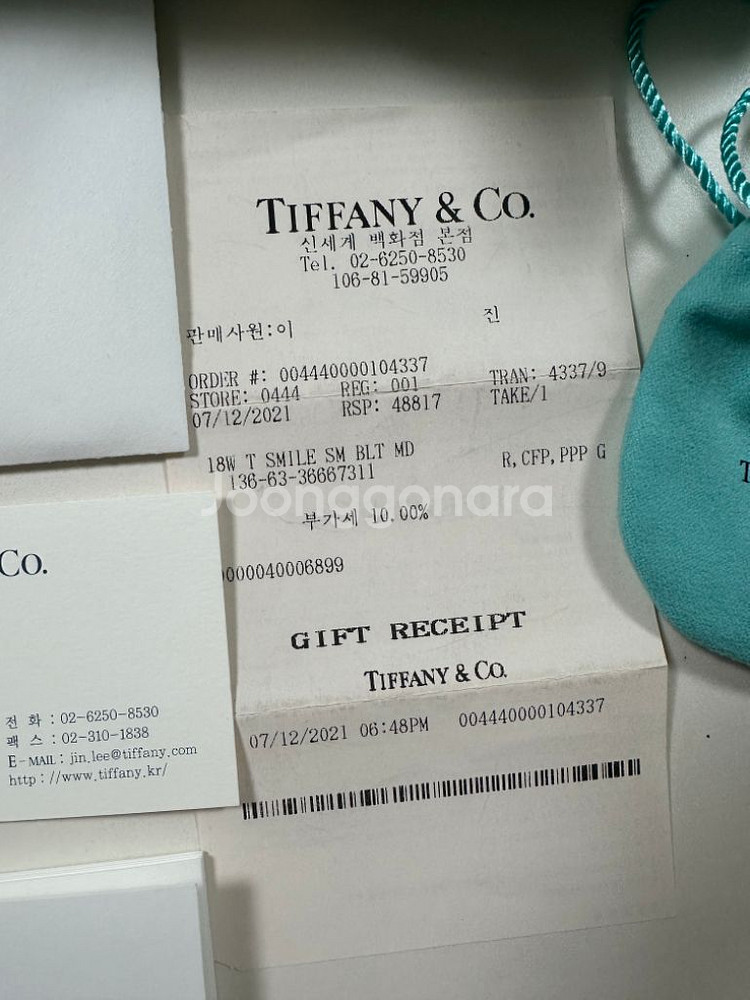 TIFFANY & CO.
신세계 백화점 본점
Tel. 02-6250-8530
106-81-59905
판매사원:이 진
ORDER #: 004440000104337
STORE: 0444 REG: 001 TRAN: 4337/9
07/12/2021 RSP: 48817 TAKE/1
18W T SMILE SM BLT MD R,CFP,PPP G
136-63-36667311
Joonggonara
부가세 10.00%
000040006899
GIFT RECEIPT
TIFFANY & CO.
07/12/2021 06:48PM 004440000104337
CO.
전 화 : 02-6250-8530
팩 스 : 02-310-1838
E-MAIL : jin.lee@tiffany.com
http : //www.tiffany.kr/
T